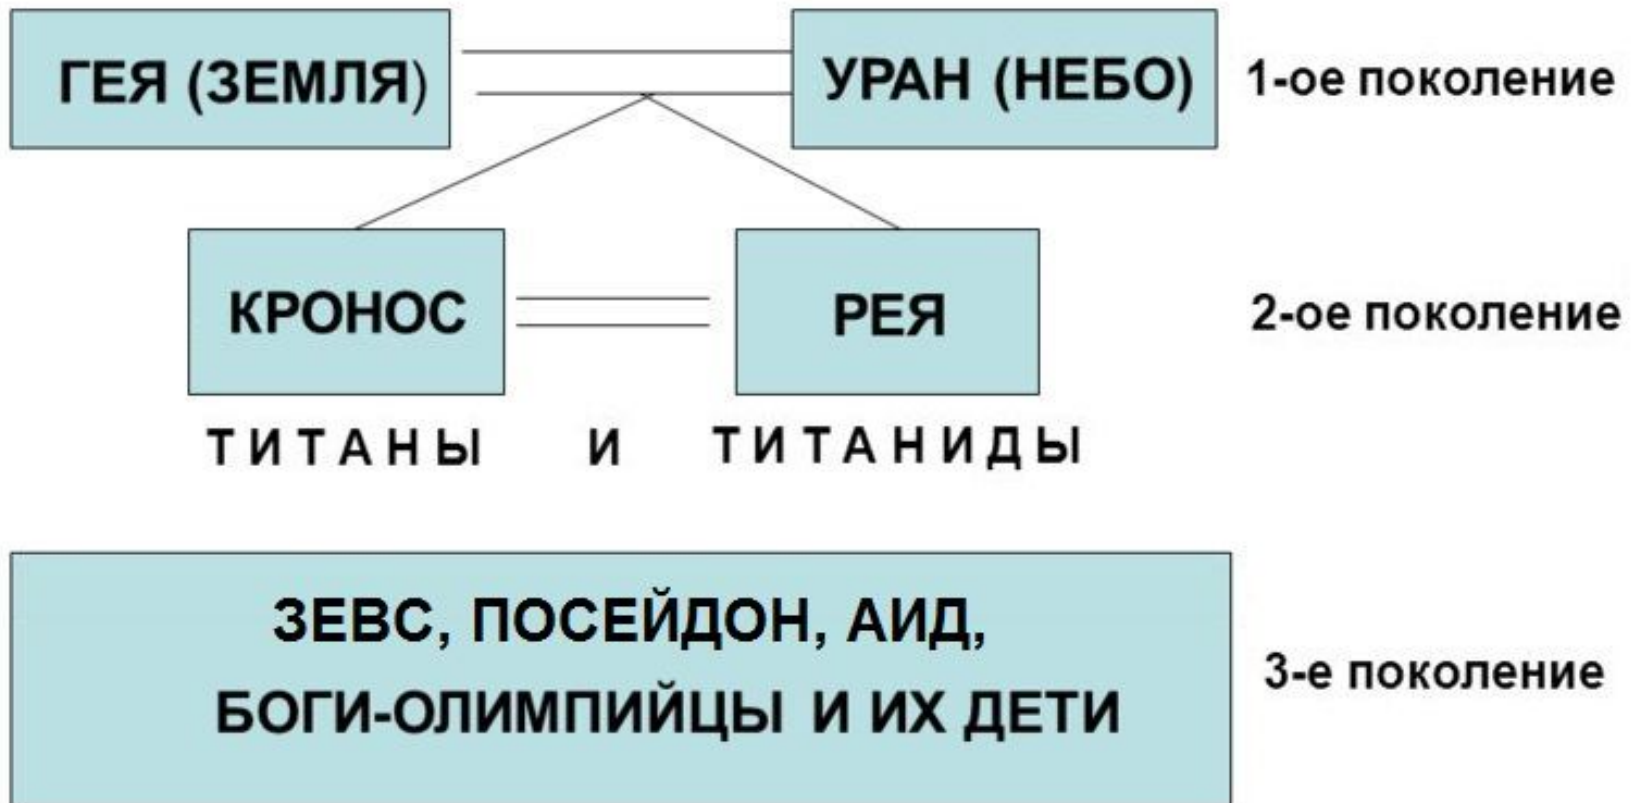 ГЕЯ (ЗЕМЛЯ) УРАН (НЕБО) 1-ое поколение
КРОНОС РЕЯ 2-ое поколение
ТИТАНЫ И ТИТАНИДЫ
ЗЕВС, ПОСЕЙДОН, АИД,
БОГИ-ОЛИМПИЙЦЫ И ИХ ДЕТИ
3-е поколение